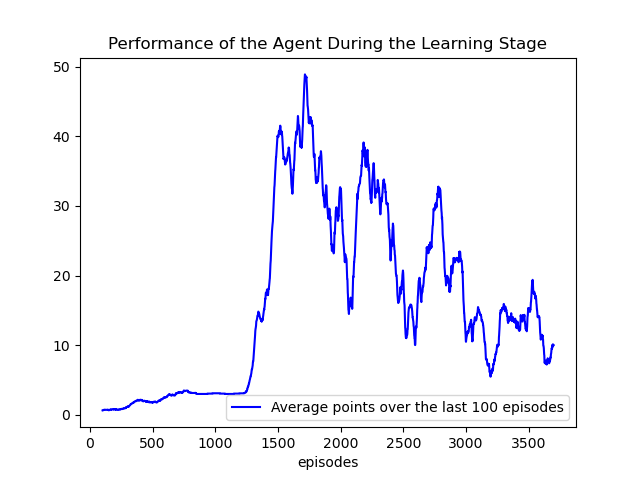 Performance of the Agent During the Learning Stage
50
40
30
20
10
0
Average points over the last 100 episodes
0 500 1000 1500 2000 2500 3000 3500
episodes